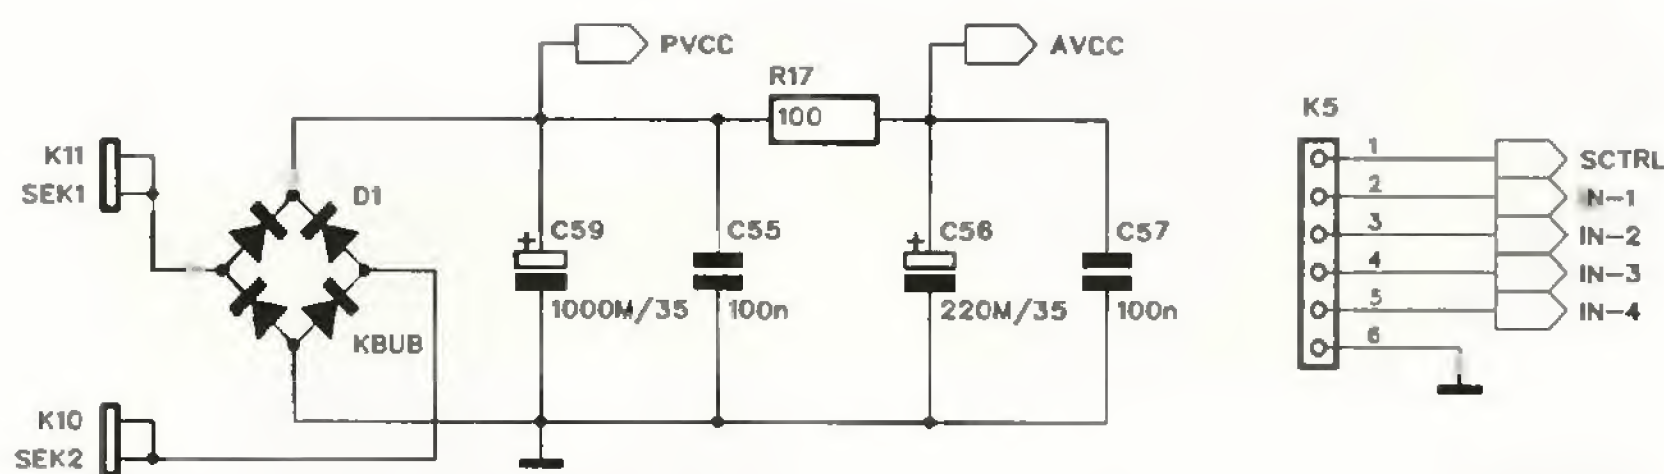 PVCC
AVCC
R17
100
K11
SEK1
D1
C59
C55
C56
C57
1000M/35
100n
220M/35
100n
KBUB
K10
SEK2
K5
1
SCTRL
2
IN-1
3
IN-2
4
IN-3
5
IN-4
6